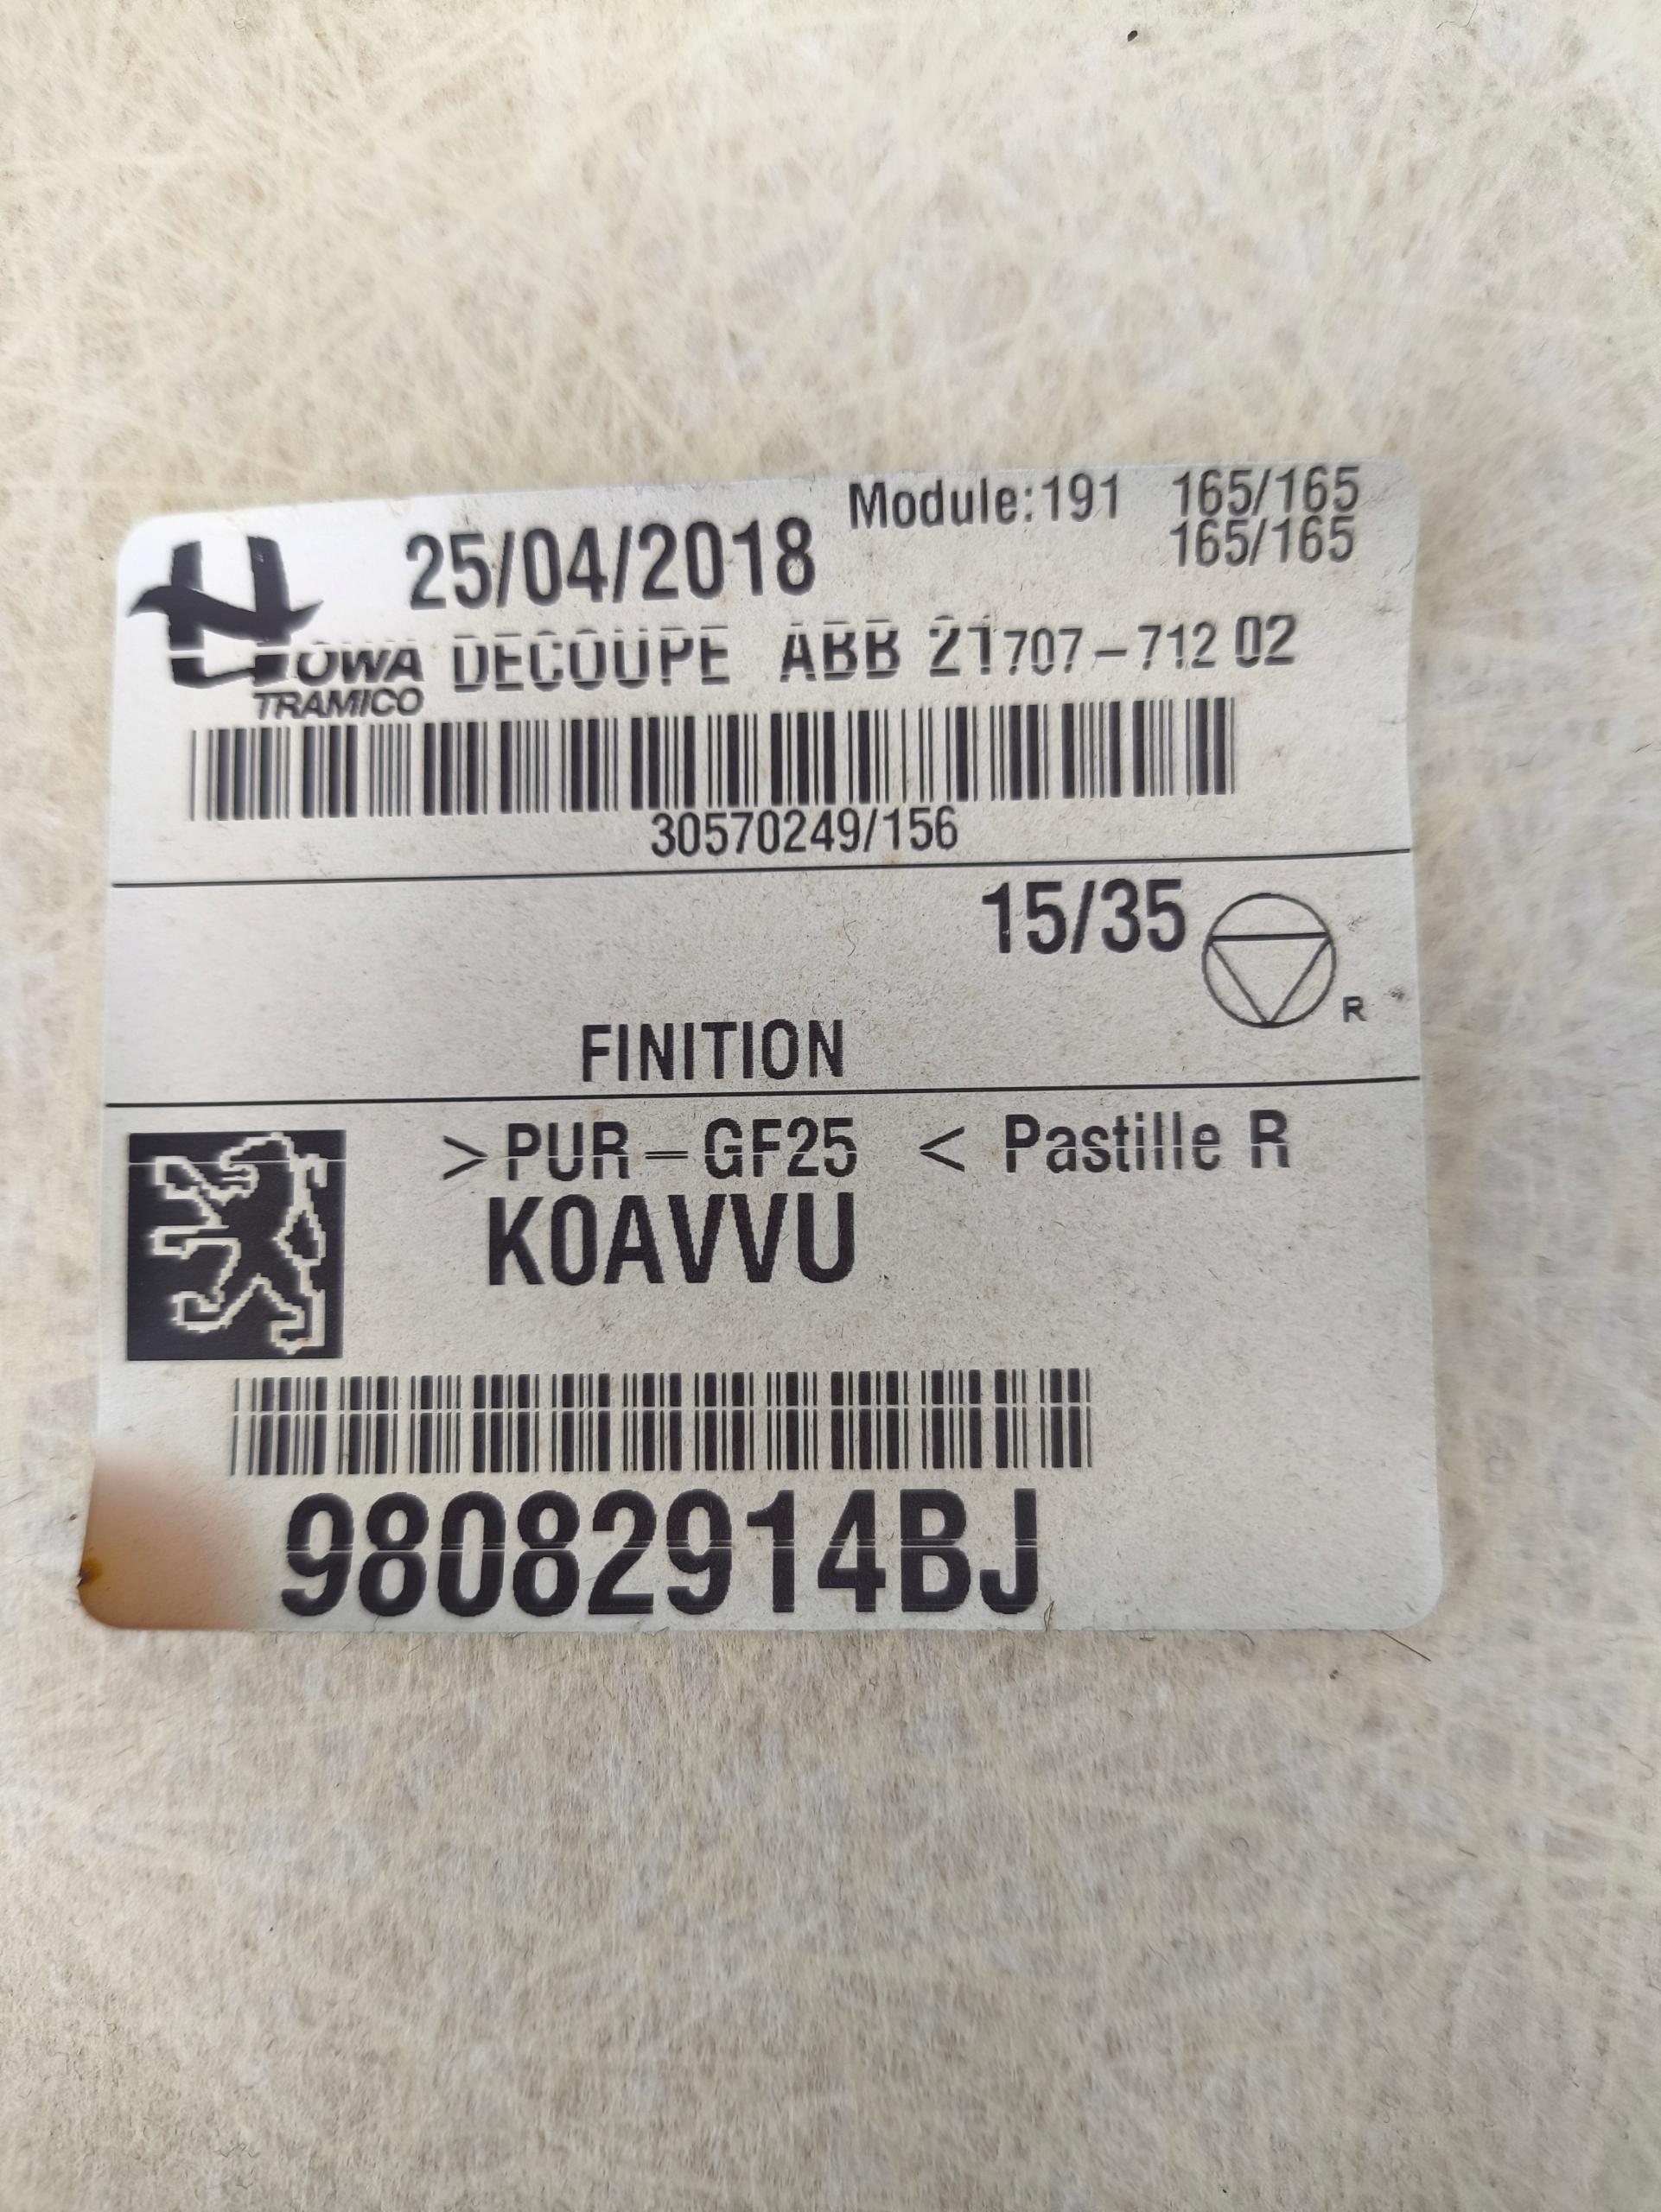 Module:191 165/165
165/165
25/04/2018
HOWA
TRAMICO
DECOUPE ABB 21707-712 02
30570249/156
15/35
R
FINITION
>PUR-GF25 < Pastille R
K0AVVU
98082914BJ